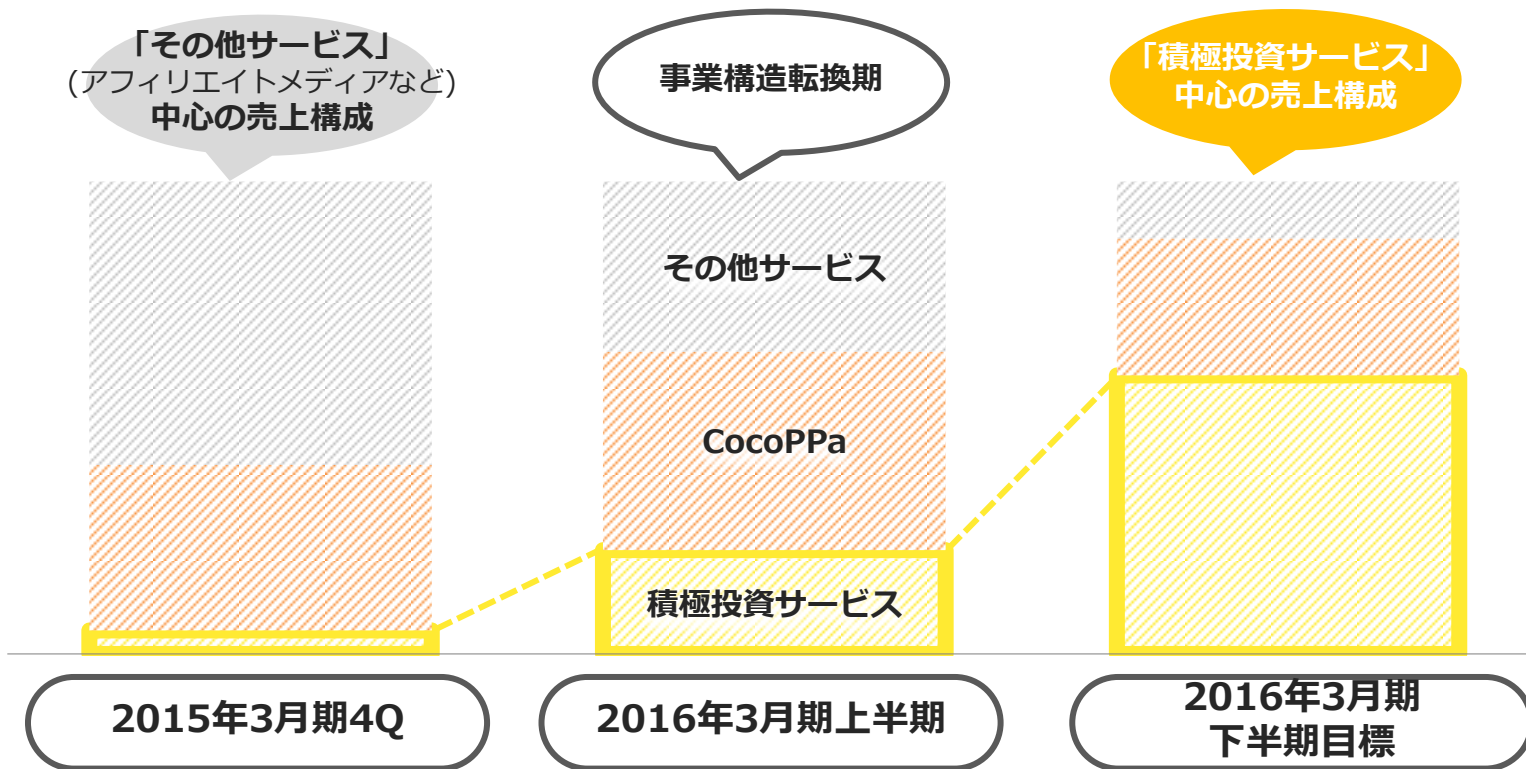 「その他サービス」
(アフィリエイトメディアなど)
中心の売上構成
事業構造転換期
「積極投資サービス」
中心の売上構成
その他サービス
CocoPPa
積極投資サービス
2015年3月期4Q
2016年3月期上半期
2016年3月期
下半期目標